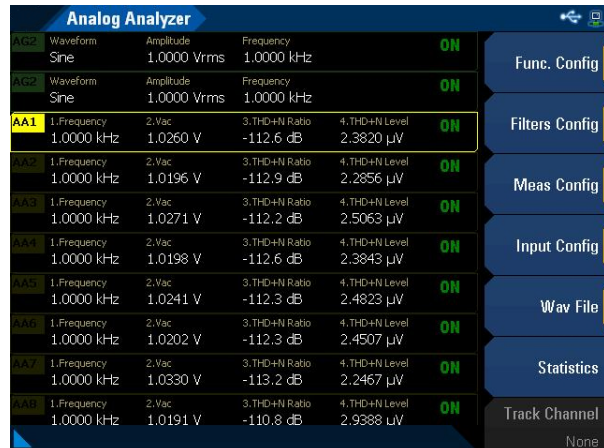 Analog Analyzer
AG2 Waveform Amplitude Frequency ON
Sine 1.0000 Vrms 1.0000 kHz
AG2 Waveform Amplitude Frequency ON
Sine 1.0000 Vrms 1.0000 kHz
AA1 1.Frequency 2.Vac 3.THD+N Ratio 4.THD+N Level ON
1.0000 kHz 1.0260 V -112.6 dB 2.3820 µV
AA2 1.Frequency 2.Vac 3.THD+N Ratio 4.THD+N Level ON
1.0000 kHz 1.0196 V -112.9 dB 2.2856 µV
AA3 1.Frequency 2.Vac 3.THD+N Ratio 4.THD+N Level ON
1.0000 kHz 1.0271 V -112.2 dB 2.5063 µV
AA4 1.Frequency 2.Vac 3.THD+N Ratio 4.THD+N Level ON
1.0000 kHz 1.0198 V -112.6 dB 2.3843 µV
AA5 1.Frequency 2.Vac 3.THD+N Ratio 4.THD+N Level ON
1.0000 kHz 1.0241 V -112.3 dB 2.4823 µV
AA6 1.Frequency 2.Vac 3.THD+N Ratio 4.THD+N Level ON
1.0000 kHz 1.0202 V -112.3 dB 2.4507 µV
AA7 1.Frequency 2.Vac 3.THD+N Ratio 4.THD+N Level ON
1.0000 kHz 1.0330 V -113.2 dB 2.2467 µV
AA8 1.Frequency 2.Vac 3.THD+N Ratio 4.THD+N Level ON
1.0000 kHz 1.0191 V -110.8 dB 2.9388 µV
Func. Config
Filters Config
Meas Config
Input Config
Wav File
Statistics
Track Channel
None